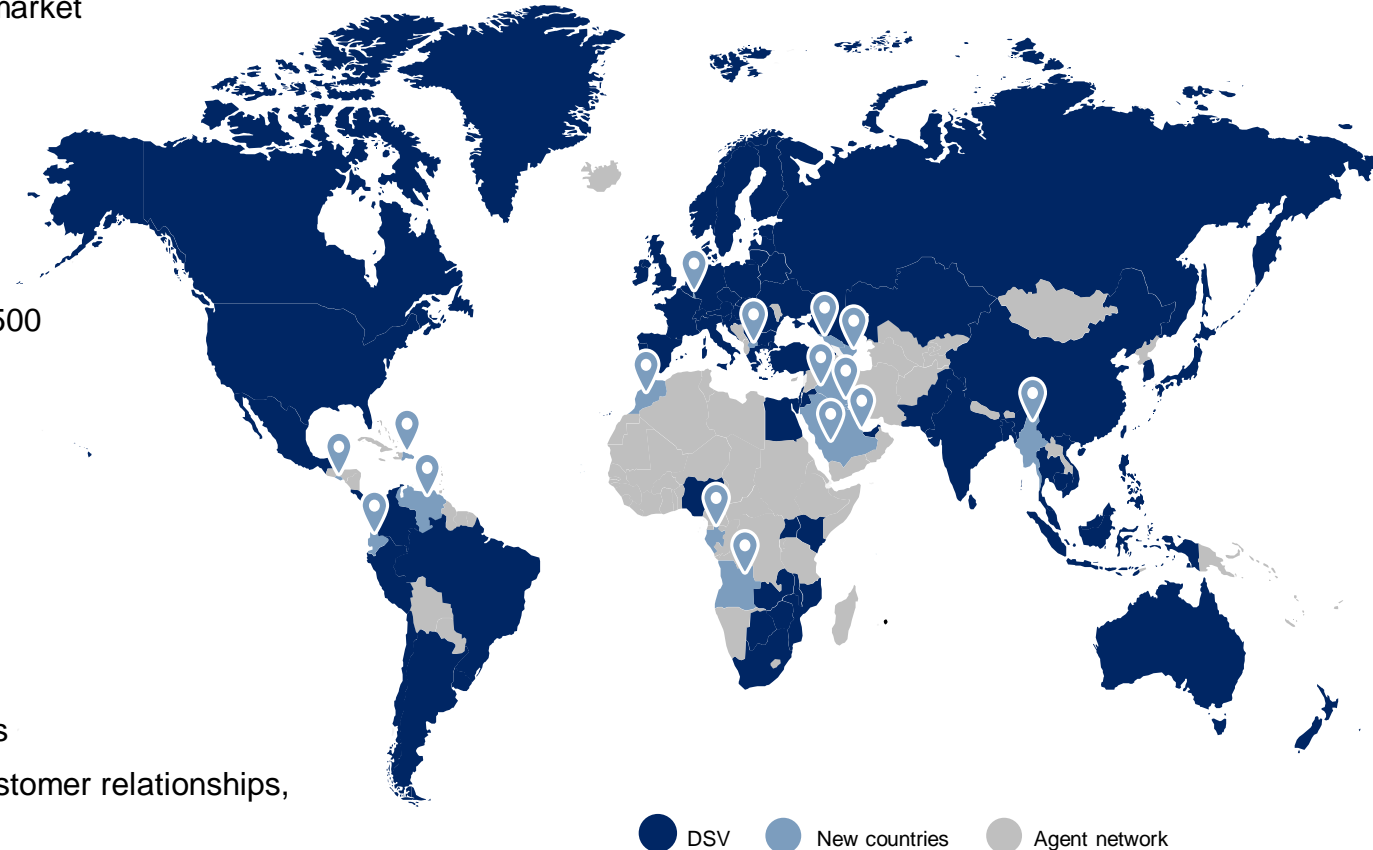 market
500
s
stomer relationships,
DSV
New countries
Agent network